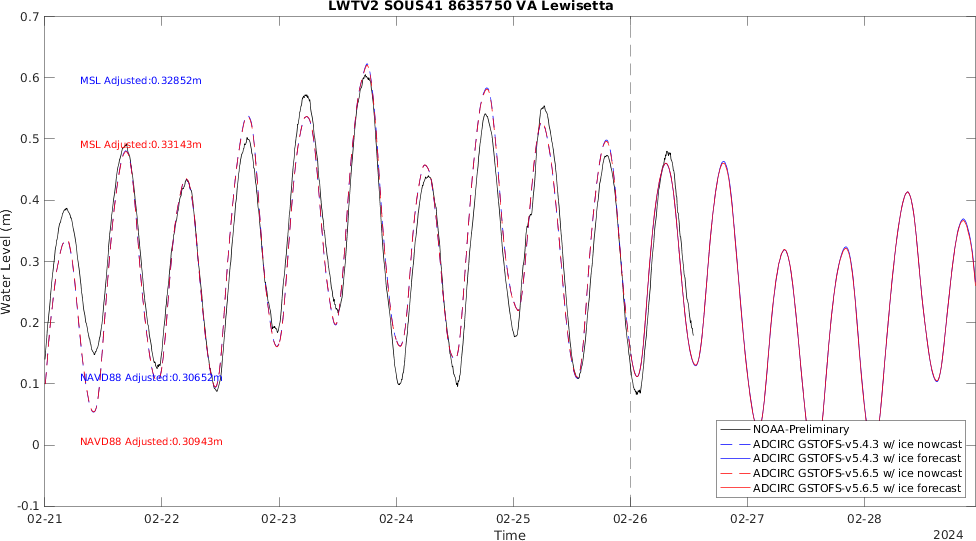 LWTV2 SOUS41 8635750 VA Lewisetta
0.7
0.6
0.5
0.4
0.3
0.2
0.1
0
-0.1
Water Level (m)
MSL Adjusted:0.32852m
MSL Adjusted:0.33143m
NAVD88 Adjusted:0.30652m
NAVD88 Adjusted:0.30943m
NOAA-Preliminary
ADCIRC GSTOFS-v5.4.3 w/ ice nowcast
ADCIRC GSTOFS-v5.4.3 w/ ice forecast
ADCIRC GSTOFS-v5.6.5 w/ ice nowcast
ADCIRC GSTOFS-v5.6.5 w/ ice forecast
02-21 02-22 02-23 02-24 02-25 02-26 02-27 02-28
Time
2024